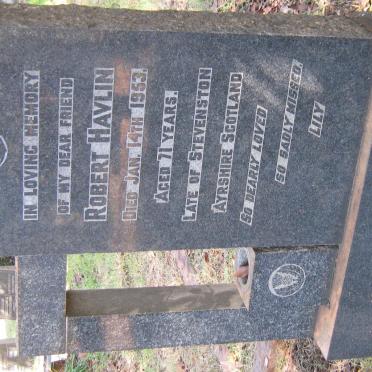 IN LOVING MEMORY
OF MY DEAR FRIEND
ROBERT HAVLIN
DIED JAN. 14TH 1953.
AGED 71 YEARS.
LATE OF STEVENSTON
AYRSHIRE SCOTLAND
SO DEARLY LOVED
SO SADLY MISSED.
LILY